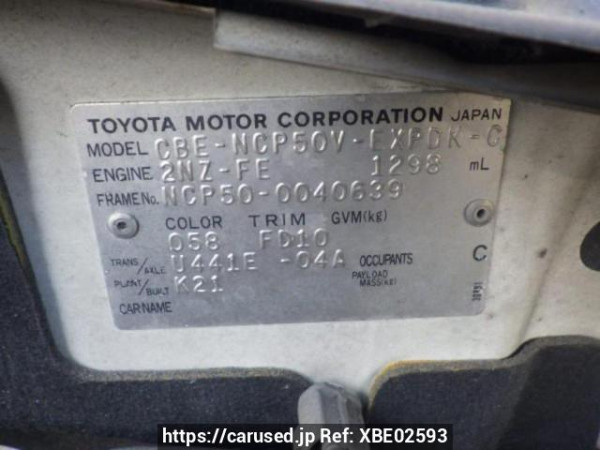 TOYOTA MOTOR CORPORATION JAPAN
MODEL CBE-NCP50V-EXPDK-G
ENGINE 2NZ-FE 1298 mL
FRAME No. NCP50-0040639
COLOR TRIM GVM(kg)
058 FD10
TRANS/AXLE U441E -04A OCCUPANTS C
PLANT/BUILT K21 PAYLOAD MASS(kg)
CAR NAME
https://carused.jp Ref: XBE02593